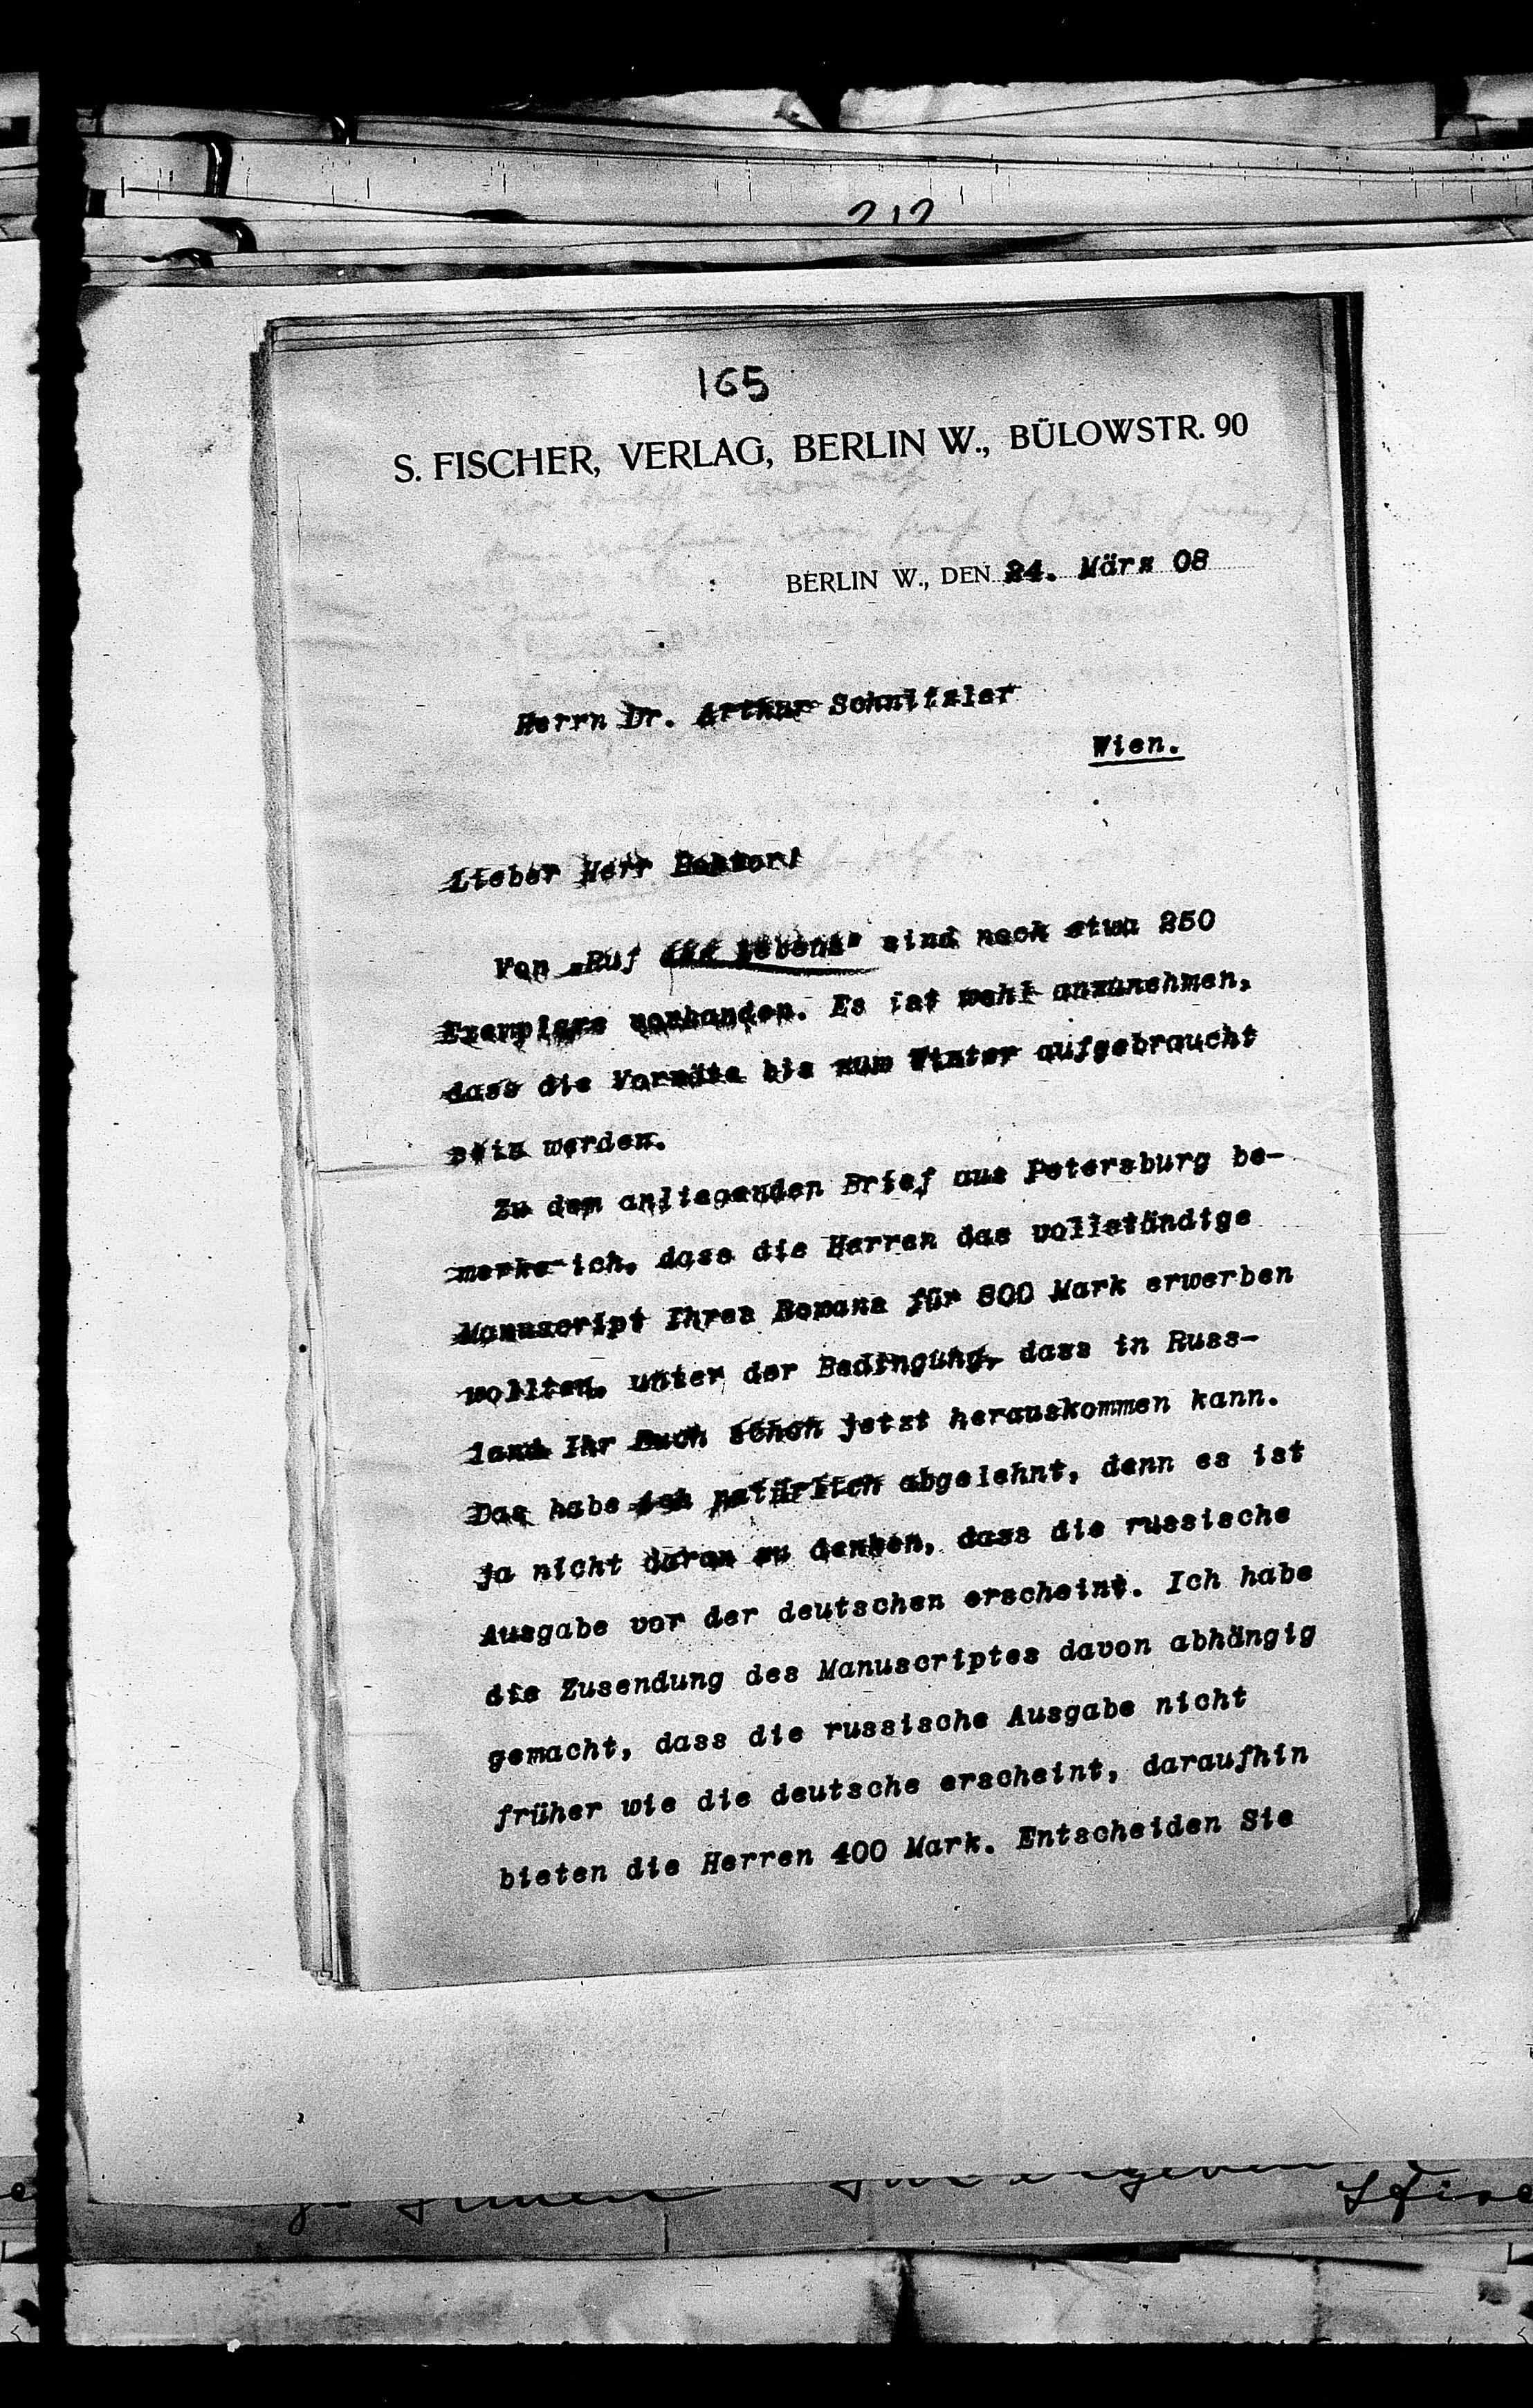 212
165
S. FISCHER, VERLAG, BERLIN W., BÜLOWSTR. 90
BERLIN W., DEN 24. März 08
Herrn Dr. Arthur Schnitzler
Wien.
Lieber Herr Doktor!
Von „Ruf des Lebens" sind noch etwa 250
Exemplare vorhanden. Es ist wohl anzunehmen,
dass die Vorräte bis zum Winter aufgebraucht
sein werden.
Zu dem anliegenden Brief aus Petersburg be-
merke ich, dass die Herren das vollständige
Manuscript Ihres Romans für 800 Mark erwerben
wollten, unter der Bedingung, dass in Russ-
land Ihr Buch schon jetzt herauskommen kann.
Das habe ich natürlich abgelehnt, denn es ist
ja nicht daran zu denken, dass die russische
Ausgabe vor der deutschen erscheint. Ich habe
die Zusendung des Manuscriptes davon abhängig
gemacht, dass die russische Ausgabe nicht
früher wie die deutsche erscheint, daraufhin
bieten die Herren 400 Mark. Entscheiden Sie